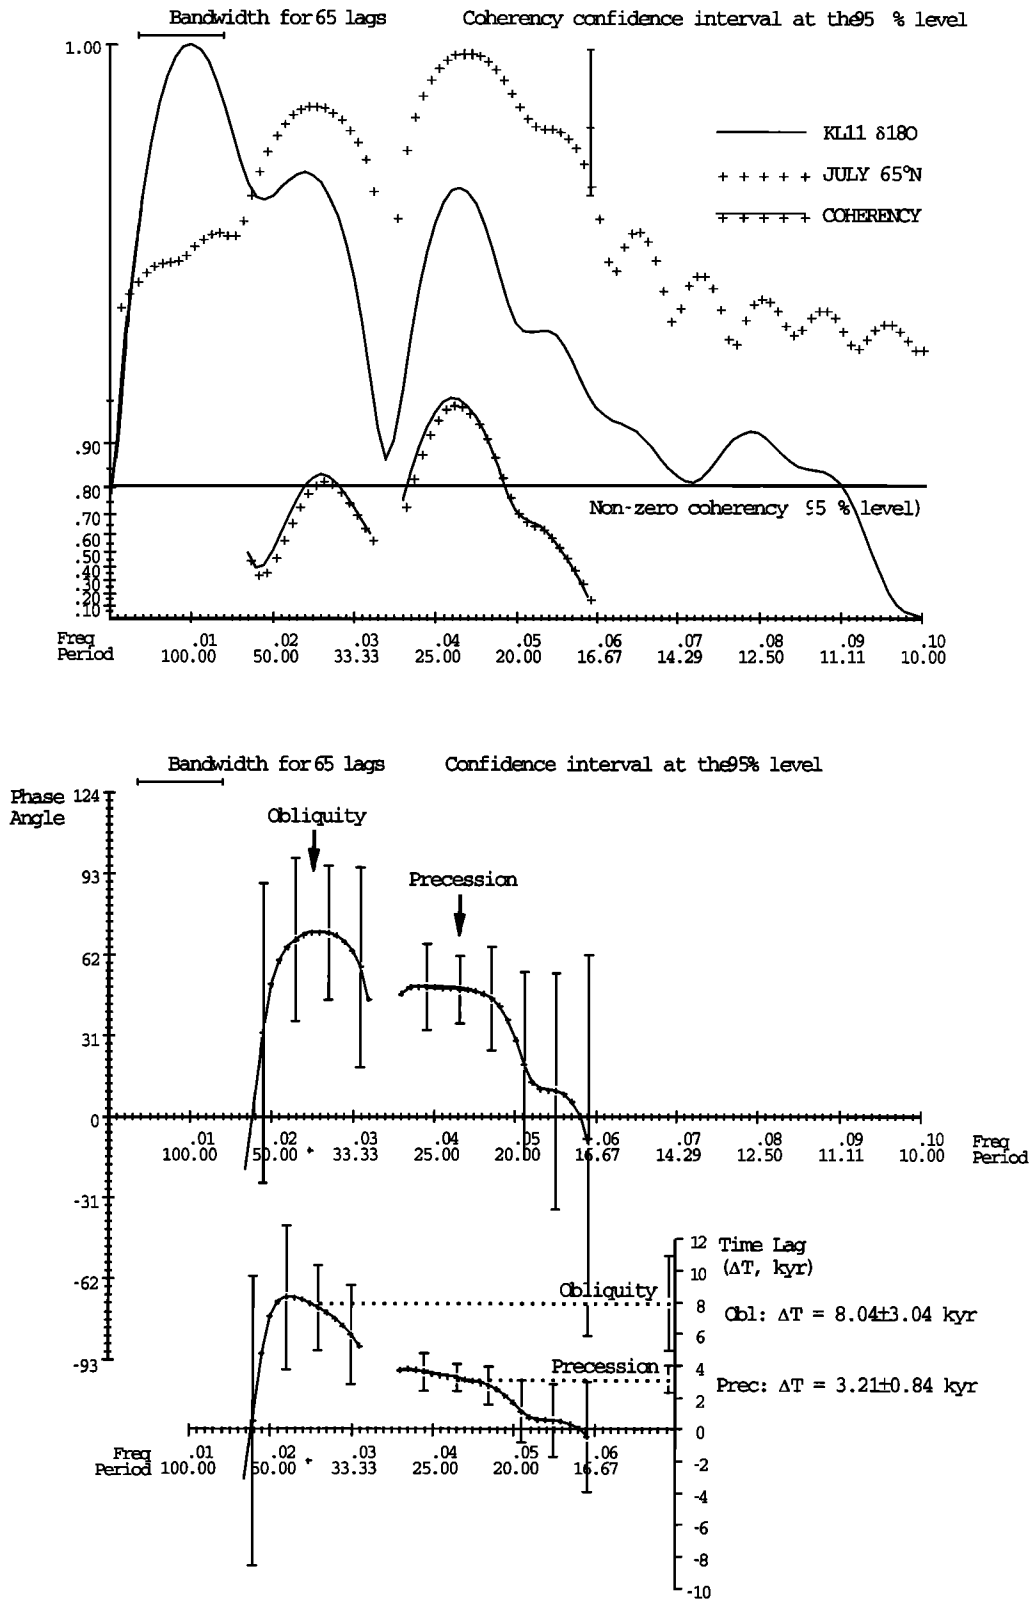 Bandwidth for 65 lags
Coherency confidence interval at the95 % level
1.00
KL11 δ18O
JULY 65°N
COHERENCY
.90
.80
Non-zero coherency 95 % level)
.70
.60
.50
.40
.30
.20
.10
Freq .01 .02 .03 .04 .05 .06 .07 .08 .09 .10
Period 100.00 50.00 33.33 25.00 20.00 16.67 14.29 12.50 11.11 10.00
Bandwidth for 65 lags
Confidence interval at the95% level
Phase Angle
124
Obliquity
93
Precession
62
31
0
.01 .02 .03 .04 .05 .06 .07 .08 .09 .10 Freq
100.00 50.00 33.33 25.00 20.00 16.67 14.29 12.50 11.11 10.00 Period
-31
-62
-93
12 Time Lag
10 (ΔT, kyr)
Obliquity
8
Obl: ΔT = 8.04±3.04 kyr
6
Precession
4
Prec: ΔT = 3.21±0.84 kyr
2
0
Freq .01 .02 .03 .04 .05 .06
Period 100.00 50.00 33.33 25.00 20.00 16.67
-2
-4
-6
-8
-10